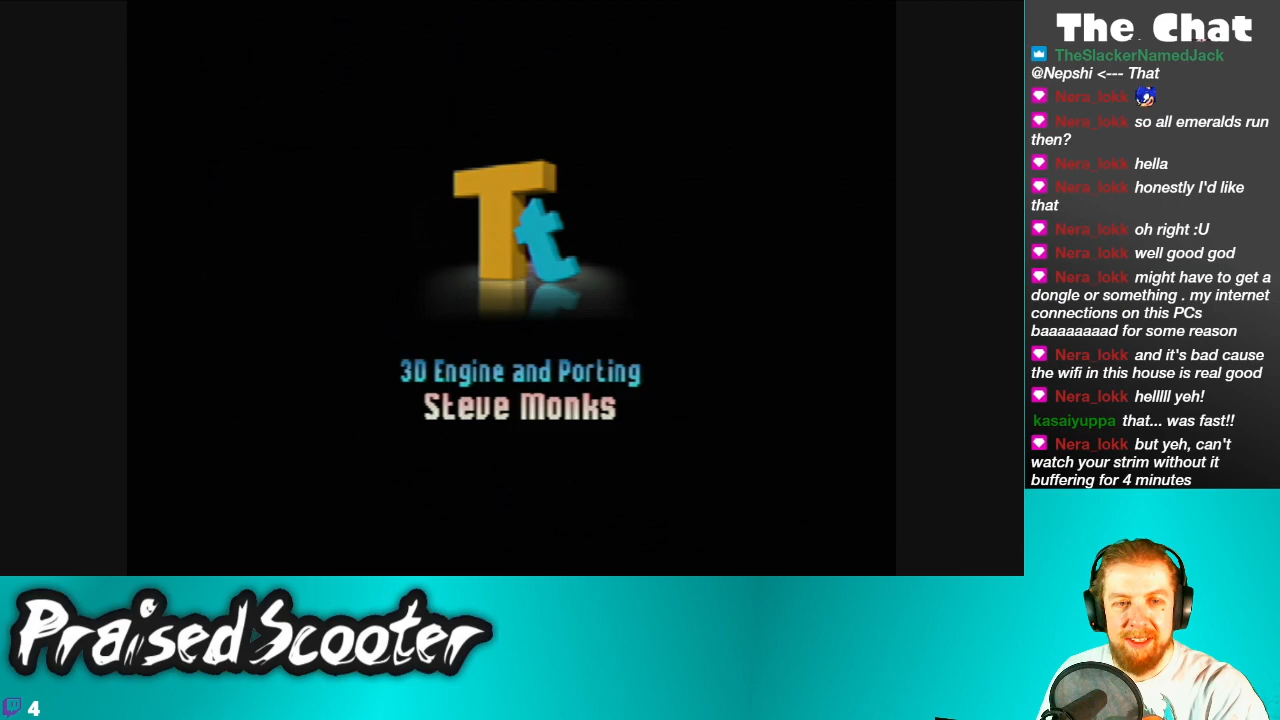 Tt
3D Engine and Porting
Steve Monks
The Chat
TheSlackerNamedJack
@Nepshi <--- That
Nera_lokk
Nera_lokk so all emeralds run
then?
Nera_lokk hella
Nera_lokk honestly I'd like
that
Nera_lokk oh right :U
Nera_lokk well good god
Nera_lokk might have to get a
dongle or something . my internet
connections on this PCs
baaaaaaaad for some reason
Nera_lokk and it's bad cause
the wifi in this house is real good
Nera_lokk helllll yeh!
kasaiyuppa that... was fast!!
Nera_lokk but yeh, can't
watch your strim without it
buffering for 4 minutes
PraisedScooter
4